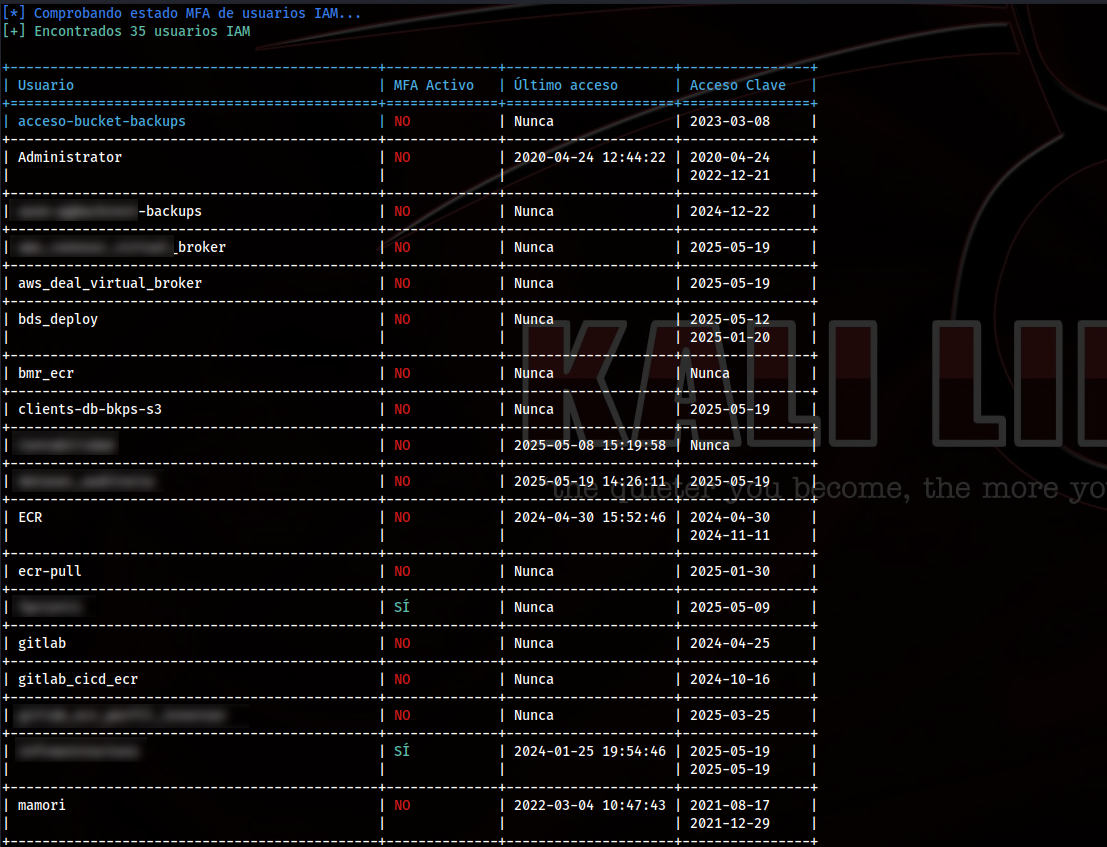 [*] Comprobando estado MFA de usuarios IAM...
[+] Encontrados 35 usuarios IAM
Usuario | MFA Activo | Último acceso | Acceso Clave
acceso-bucket-backups | NO | Nunca | 2023-03-08
Administrator | NO | 2020-04-24 12:44:22 | 2020-04-24
2022-12-21
-backups | NO | Nunca | 2024-12-22
_broker | NO | Nunca | 2025-05-19
aws_deal_virtual_broker | NO | Nunca | 2025-05-19
bds_deploy | NO | Nunca | 2025-05-12
2025-01-20
bmr_ecr | NO | Nunca | Nunca
clients-db-bkps-s3 | NO | Nunca | 2025-05-19
NO | 2025-05-08 15:19:58 | Nunca
NO | 2025-05-19 14:26:11 | 2025-05-19
ECR | NO | 2024-04-30 15:52:46 | 2024-04-30
2024-11-11
ecr-pull | NO | Nunca | 2025-01-30
SÍ | Nunca | 2025-05-09
gitlab | NO | Nunca | 2024-04-25
gitlab_cicd_ecr | NO | Nunca | 2024-10-16
NO | Nunca | 2025-03-25
SÍ | 2024-01-25 19:54:46 | 2025-05-19
2025-05-19
mamori | NO | 2022-03-04 10:47:43 | 2021-08-17
2021-12-29
KALI LI
the quieter you become, the more yo